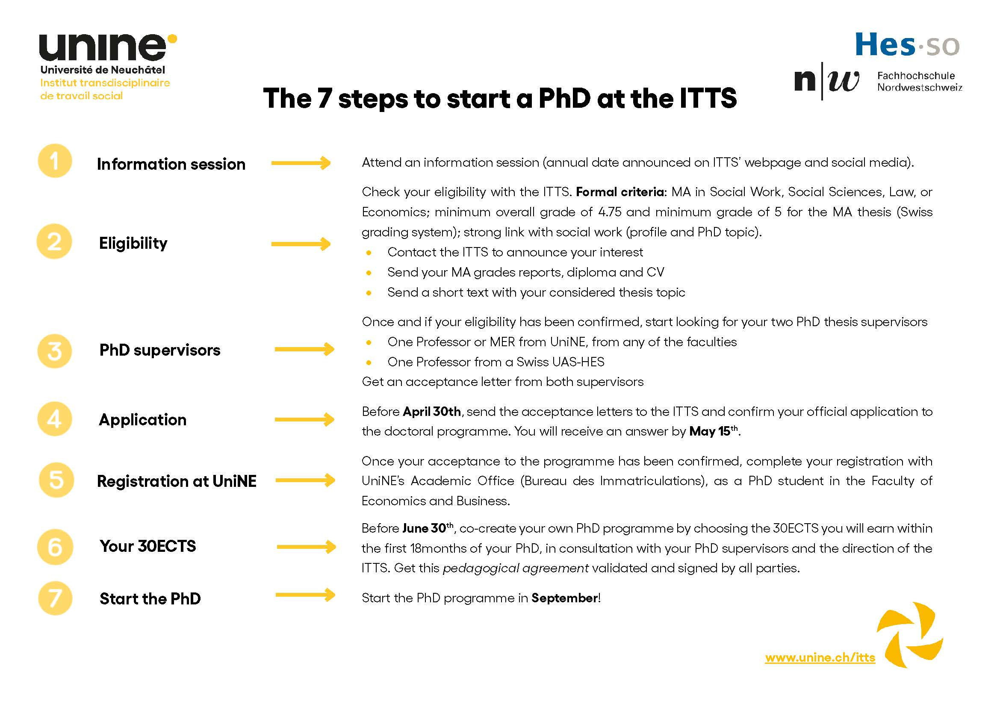 unine
Université de Neuchâtel
Institut transdisciplinaire
de travail social
Hes·so
n|w
Fachhochschule
Nordwestschweiz
The 7 steps to start a PhD at the ITTS
1
Information session
Attend an information session (annual date announced on ITTS’ webpage and social media).
2
Eligibility
Check your eligibility with the ITTS. Formal criteria: MA in Social Work, Social Sciences, Law, or
Economics; minimum overall grade of 4.75 and minimum grade of 5 for the MA thesis (Swiss
grading system); strong link with social work (profile and PhD topic).
• Contact the ITTS to announce your interest
• Send your MA grades reports, diploma and CV
• Send a short text with your considered thesis topic
3
PhD supervisors
Once and if your eligibility has been confirmed, start looking for your two PhD thesis supervisors
• One Professor or MER from UniNE, from any of the faculties
• One Professor from a Swiss UAS-HES
Get an acceptance letter from both supervisors
4
Application
Before April 30th, send the acceptance letters to the ITTS and confirm your official application to
the doctoral programme. You will receive an answer by May 15th.
5
Registration at UniNE
Once your acceptance to the programme has been confirmed, complete your registration with
UniNE’s Academic Office (Bureau des Immatriculations), as a PhD student in the Faculty of
Economics and Business.
6
Your 30ECTS
Before June 30th, co-create your own PhD programme by choosing the 30ECTS you will earn within
the first 18months of your PhD, in consultation with your PhD supervisors and the direction of the
ITTS. Get this pedagogical agreement validated and signed by all parties.
7
Start the PhD
Start the PhD programme in September!
www.unine.ch/itts